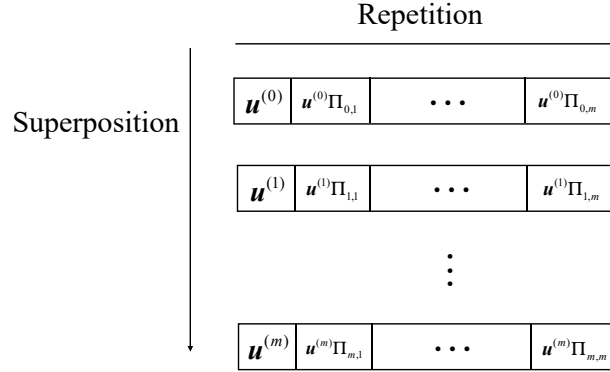 Repetition
Superposition
𝒖⁽⁰⁾ 𝒖⁽⁰⁾Π₀,₁ ··· 𝒖⁽⁰⁾Π₀,ₘ
𝒖⁽¹⁾ 𝒖⁽¹⁾Π₁,₁ ··· 𝒖⁽¹⁾Π₁,ₘ
⋮
𝒖⁽ᵐ⁾ 𝒖⁽ᵐ⁾Πₘ,₁ ··· 𝒖⁽ᵐ⁾Πₘ,ₘ